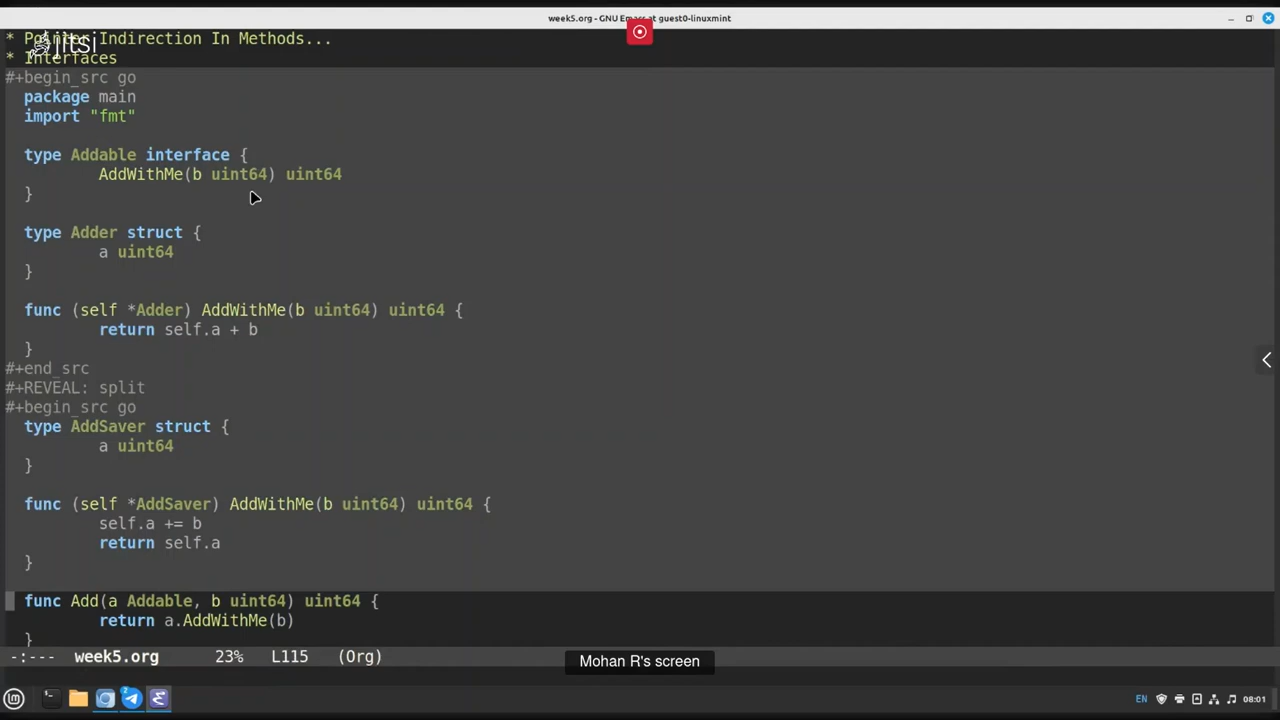 week5.org - GNU Emacs at guest0-linuxmint
* Pointer Indirection In Methods...
jitsi
* Interfaces
#+begin_src go
package main
import "fmt"
type Addable interface {
AddWithMe(b uint64) uint64
}
type Adder struct {
a uint64
}
func (self *Adder) AddWithMe(b uint64) uint64 {
return self.a + b
}
#+end_src
#+REVEAL: split
#+begin_src go
type AddSaver struct {
a uint64
}
func (self *AddSaver) AddWithMe(b uint64) uint64 {
self.a += b
return self.a
}
func Add(a Addable, b uint64) uint64 {
return a.AddWithMe(b)
}
-:--- week5.org 23% L115 (Org)
Mohan R's screen
EN 08:01